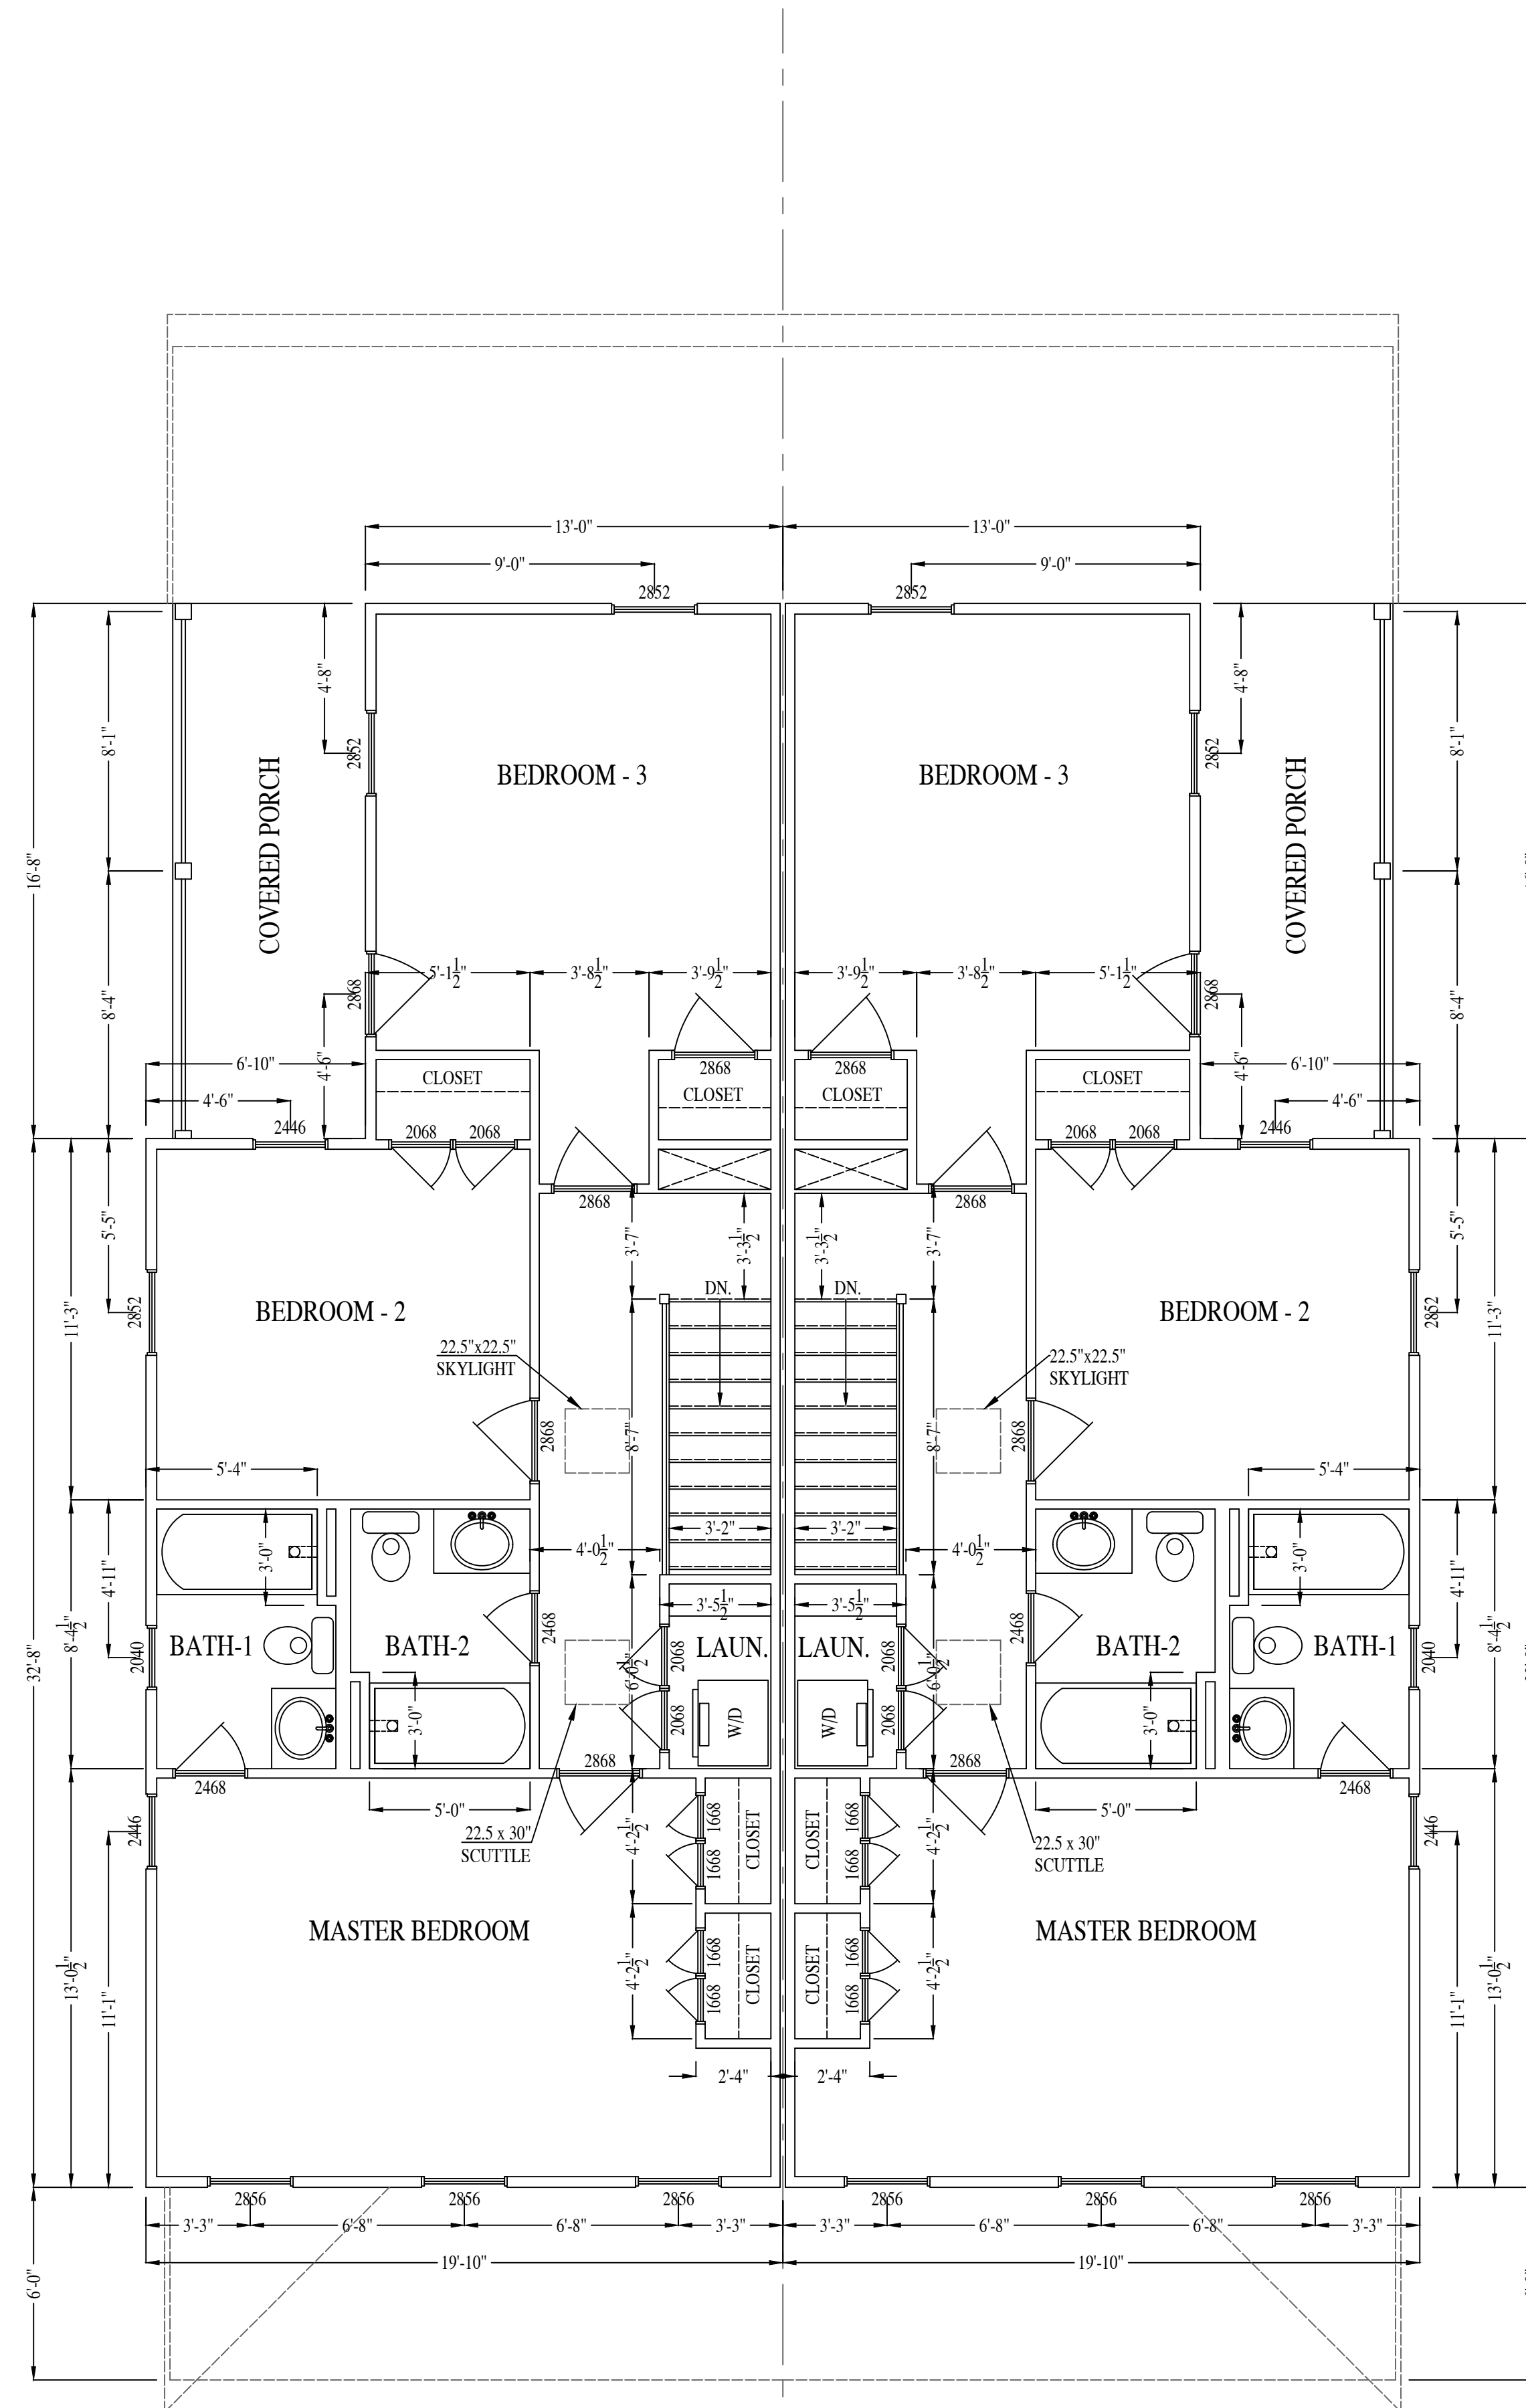 13'-0" 13'-0"
9'-0" 9'-0"
2852 2852
4'-8" 4'-8"
8'-1" 8'-1"
2852 2852
BEDROOM - 3 BEDROOM - 3
COVERED PORCH COVERED PORCH
16'-8"
5'-1 1/2" 3'-8 1/2" 3'-9 1/2" 3'-9 1/2" 3'-8 1/2" 5'-1 1/2"
2868 2868
8'-4" 8'-4"
6'-10" 4'-6" 4'-6" 6'-10"
2868 2868
CLOSET CLOSET CLOSET CLOSET
4'-6" 4'-6"
2446 2068 2068 2068 2068 2446
2868 2868
5'-5" 3'-7" 3'-3 1/2" 3'-3 1/2" 3'-7" 5'-5"
DN. DN.
BEDROOM - 2 BEDROOM - 2
2852 2852
11'-3" 11'-3"
22.5"x22.5" 22.5"x22.5"
SKYLIGHT SKYLIGHT
2868 8'-7" 8'-7" 2868
5'-4" 5'-4"
3'-2" 3'-2"
4'-0 1/2" 4'-0 1/2"
3'-0" 3'-0"
4'-11" 4'-11"
3'-5 1/2" 3'-5 1/2"
8'-4 1/2" 2468 2468 8'-4 1/2"
BATH-1 BATH-2 LAUN. LAUN. BATH-2 BATH-1
2040 2068 2068 2040
32'-8" 6'-0 1/2" 6'-0 1/2"
3'-0" 2068 W/D W/D 2068 3'-0"
2468 2868 2868 2468
5'-0" 5'-0"
2446 2446
22.5 x 30" 22.5 x 30"
SCUTTLE SCUTTLE
4'-2 1/2" 1668 CLOSET CLOSET 1668 4'-2 1/2"
1668 1668
MASTER BEDROOM MASTER BEDROOM
4'-2 1/2" 1668 CLOSET CLOSET 1668 4'-2 1/2"
1668 1668
13'-0 1/2" 11'-1" 11'-1" 13'-0 1/2"
2'-4" 2'-4"
2856 2856 2856 2856 2856 2856
3'-3" 6'-8" 6'-8" 3'-3" 3'-3" 6'-8" 6'-8" 3'-3"
19'-10" 19'-10"
6'-0"